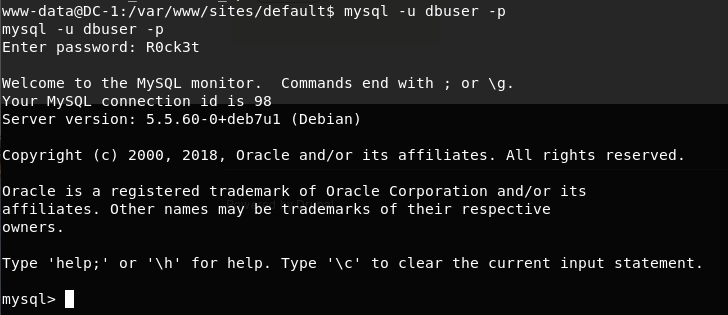 www-data@DC-1:/var/www/sites/default$ mysql -u dbuser -p
mysql -u dbuser -p
Enter password: R0ck3t
Welcome to the MySQL monitor.  Commands end with ; or \g.
Your MySQL connection id is 98
Server version: 5.5.60-0+deb7u1 (Debian)
Copyright (c) 2000, 2018, Oracle and/or its affiliates. All rights reserved.
Oracle is a registered trademark of Oracle Corporation and/or its
affiliates. Other names may be trademarks of their respective
owners.
Type 'help;' or '\h' for help. Type '\c' to clear the current input statement.
mysql>